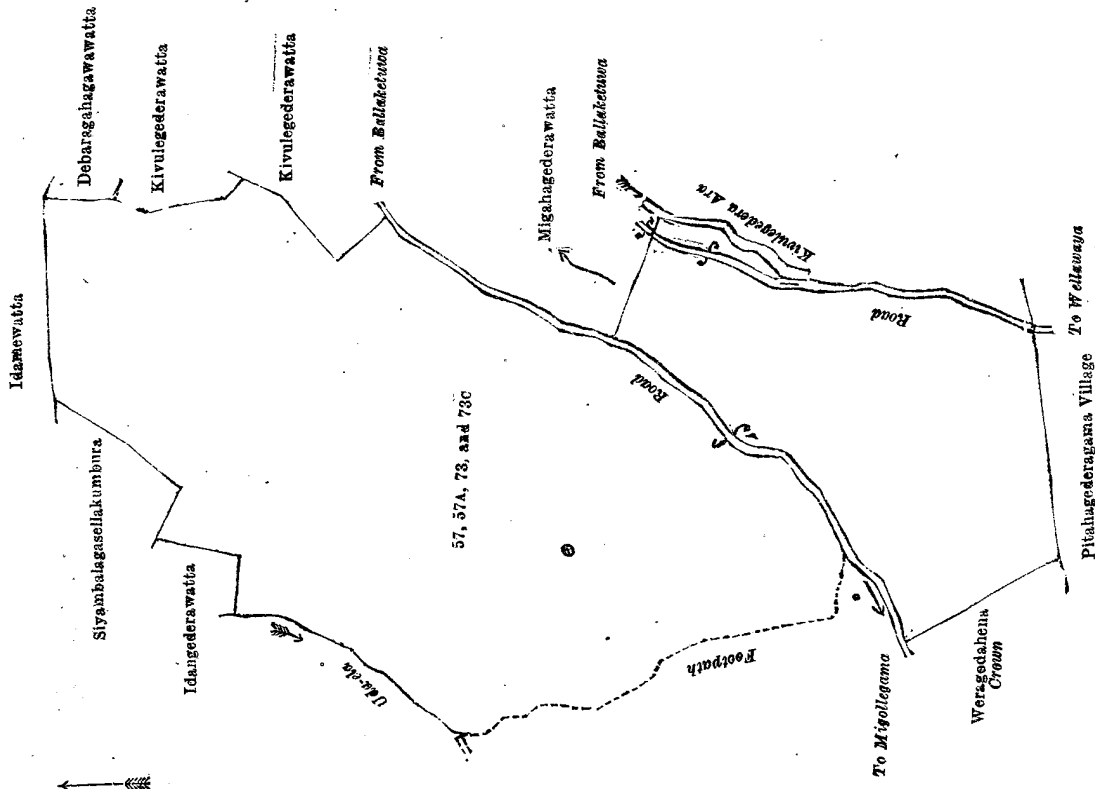 Idamewatta
Debaragahagawawatta
Kivulegederawatta
Kivulegederawatta
From Ballaketuwa
Siyambalagasellakumbura
Idangederawatta
Udu-ela
57, 57A, 73, and 73C
Migahagederawatta
From Ballaketuwa
Kivulegedera Ara
Road
Road
Footpath
To Migollegama
Weragedahena
Crown
To Wellawaya
Pitahagederagama Village